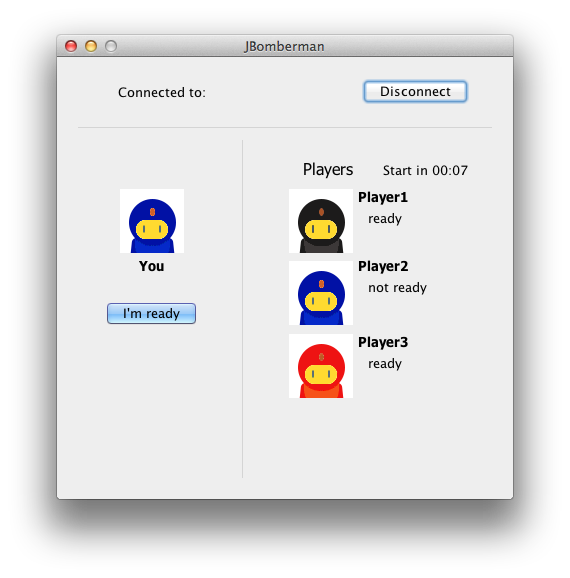 JBomberman
Connected to:
Disconnect
Players
Start in 00:07
You
I'm ready
Player1
ready
Player2
not ready
Player3
ready